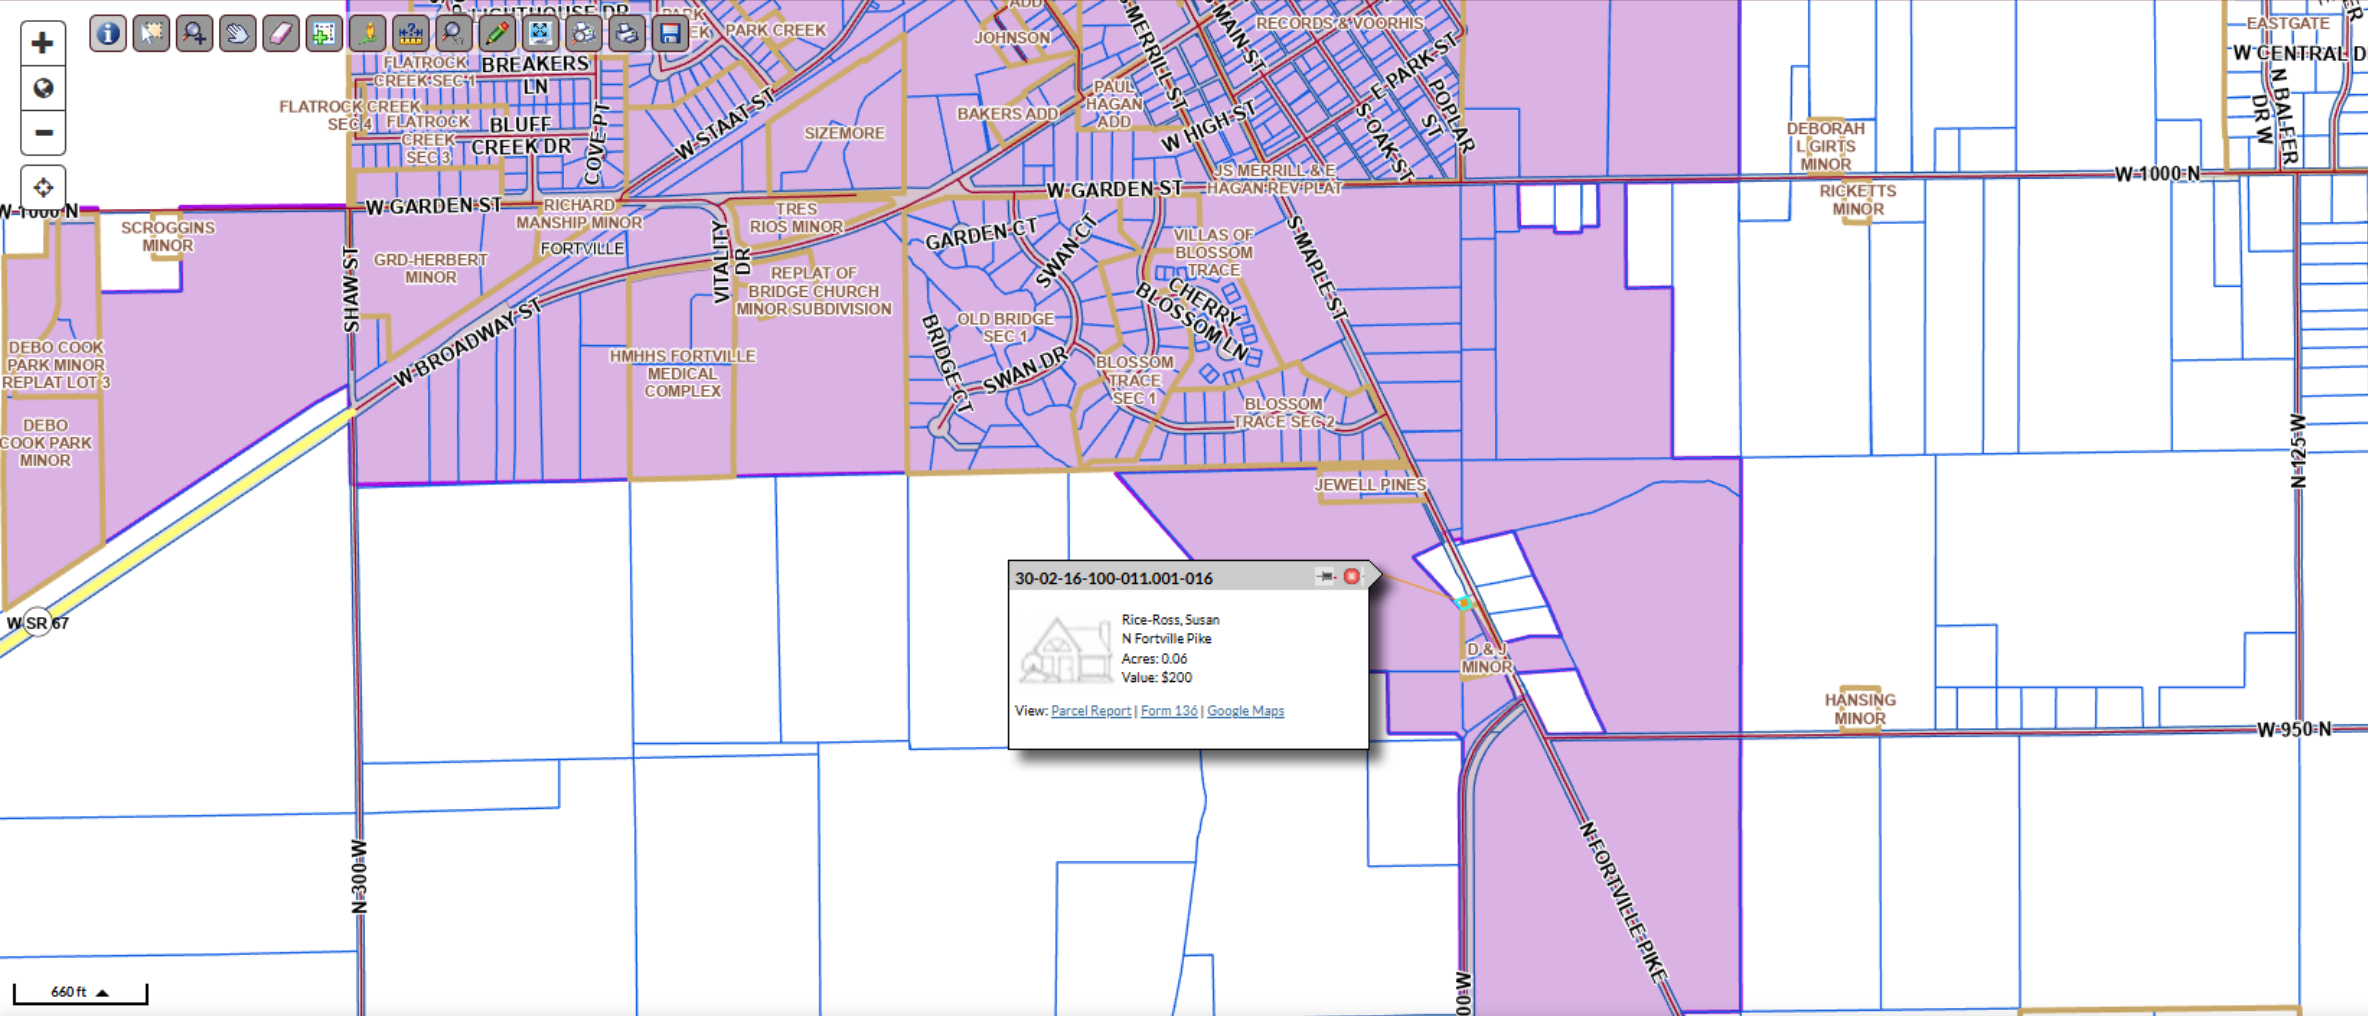 LIGHTHOUSE DR
PARK CREEK
ADD
JOHNSON
RECORDS & VOORHIS
EASTGATE
W CENTRAL D
FLATROCK
CREEK SEC 1
BREAKERS
LN
MERRILL ST
MAIN ST
E PARK ST
N BALER
DR W
FLATROCK CREEK
SEC 4
FLATROCK
CREEK
SEC 3
BLUFF
CREEK DR
COVE PT
W STAAT ST
SIZEMORE
BAKERS ADD
PAUL
HAGAN
ADD
W HIGH ST
S OAK ST
POPLAR
ST
DEBORAH
L GIRTS
MINOR
W 1000 N
W GARDEN ST
RICHARD
MANSHIP MINOR
FORTVILLE
TRES
RIOS MINOR
W GARDEN ST
JS MERRILL & E
HAGAN REV PLAT
W 1000 N
RICKETTS
MINOR
SCROGGINS
MINOR
SHAW ST
GRD-HERBERT
MINOR
VITALITY
DR
REPLAT OF
BRIDGE CHURCH
MINOR SUBDIVISION
GARDEN CT
SWAN CT
VILLAS OF
BLOSSOM
TRACE
S MAPLE ST
CHERRY
BLOSSOM LN
DEBO COOK
PARK MINOR
REPLAT LOT 3
W BROADWAY ST
HMHHS FORTVILLE
MEDICAL
COMPLEX
BRIDGE CT
OLD BRIDGE
SEC 1
SWAN DR
BLOSSOM
TRACE
SEC 1
BLOSSOM
TRACE SEC 2
DEBO
COOK PARK
MINOR
N 125 W
JEWELL PINES
30-02-16-100-011.001-016
Rice-Ross, Susan
N Fortville Pike
Acres: 0.06
Value: $200
View: Parcel Report | Form 136 | Google Maps
W SR 67
D & J
MINOR
HANSING
MINOR
W 950 N
N 300 W
N FORTVILLE PIKE
00 W
660 ft